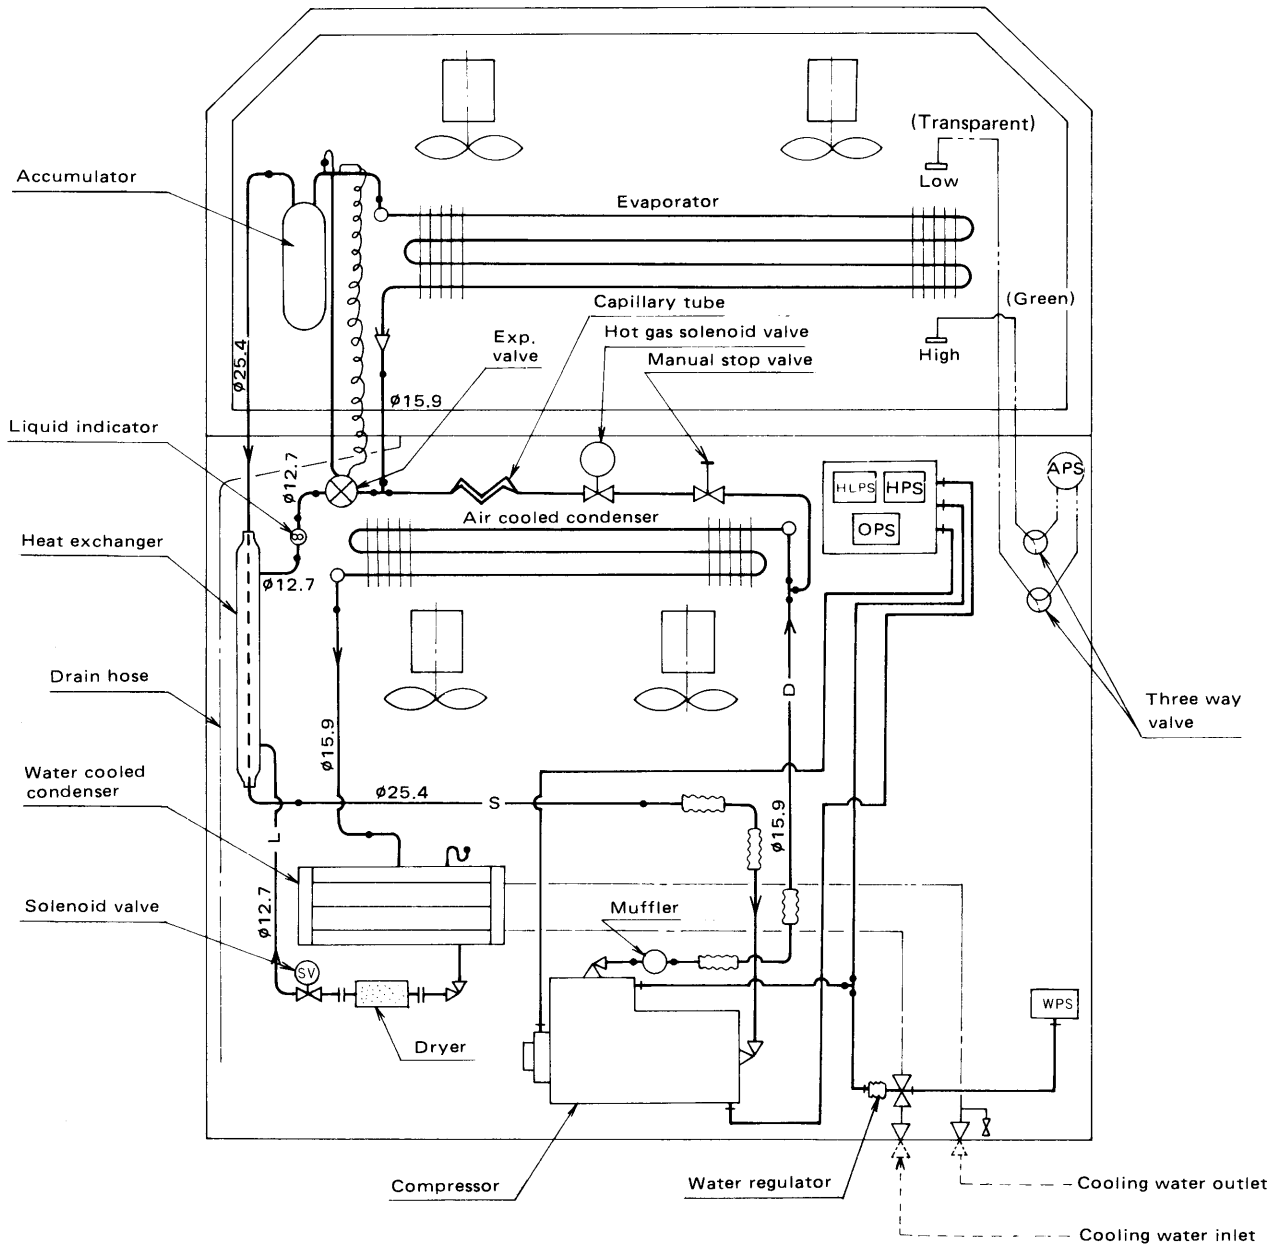 (Transparent)
Low
Accumulator
Evaporator
(Green)
High
Capillary tube
Hot gas solenoid valve
Manual stop valve
Exp.
valve
ø25.4
ø15.9
Liquid indicator
ø12.7
HLPS
HPS
OPS
APS
Air cooled condenser
Heat exchanger
ø12.7
Drain hose
D
Three way
valve
ø15.9
Water cooled
condenser
ø25.4
S
ø15.9
L
ø12.7
Solenoid valve
SV
Muffler
WPS
Dryer
Compressor
Water regulator
Cooling water outlet
Cooling water inlet